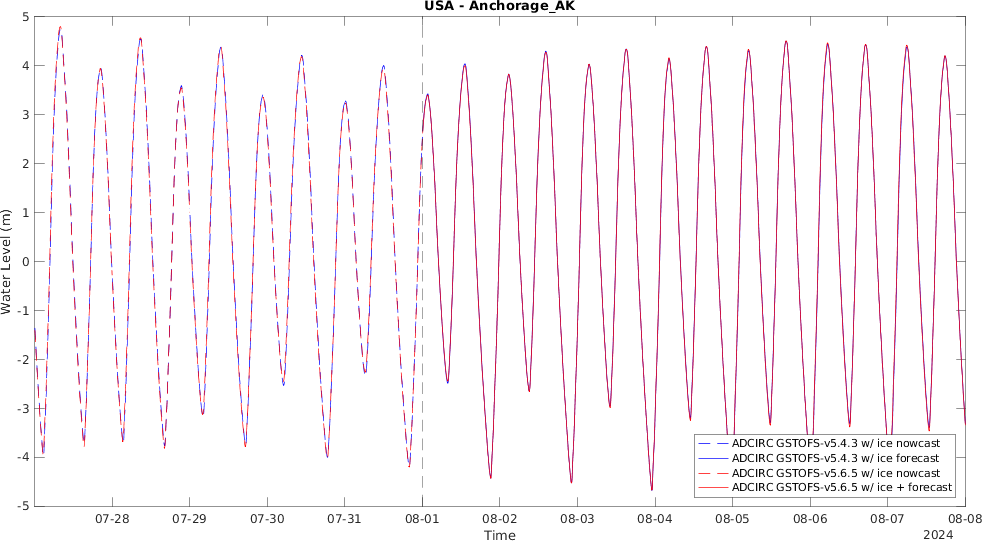 USA - Anchorage_AK
5
4
3
2
1
0
-1
-2
-3
-4
-5
Water Level (m)
ADCIRC GSTOFS-v5.4.3 w/ ice nowcast
ADCIRC GSTOFS-v5.4.3 w/ ice forecast
ADCIRC GSTOFS-v5.6.5 w/ ice nowcast
ADCIRC GSTOFS-v5.6.5 w/ ice + forecast
07-28 07-29 07-30 07-31 08-01 08-02 08-03 08-04 08-05 08-06 08-07 08-08
Time
2024